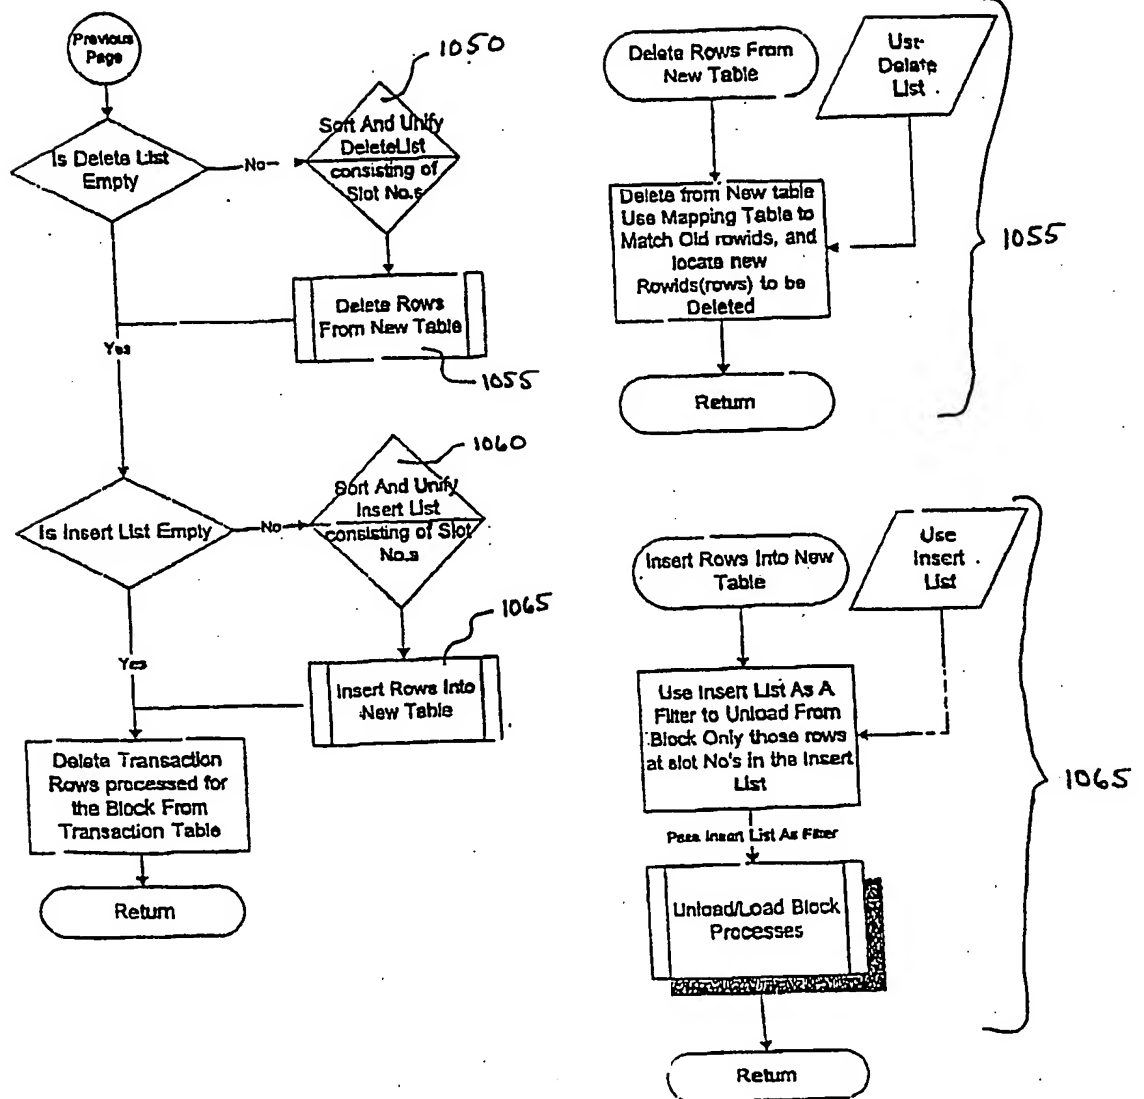 Previous
Page
1050
Is Delete List
Empty
No
Sort And Unify
DeleteList
consisting of
Slot No.s
Delete Rows
From New Table
1055
Yes
1060
Is Insert List Empty
No
Sort And Unify
Insert List
consisting of Slot
No.s
1065
Yes
Insert Rows Into
New Table
Delete Transaction
Rows processed for
the Block From
Transaction Table
Return
Delete Rows From
New Table
Use
Delete
List
Delete from New table
Use Mapping Table to
Match Old rowids, and
locate new
Rowids(rows) to be
Deleted
1055
Return
Insert Rows Into New
Table
Use
Insert
List
Use Insert List As A
Filter to Unload From
Block Only those rows
at slot No's in the Insert
List
1065
Pass Insert List As Filter
Unload/Load Block
Processes
Return